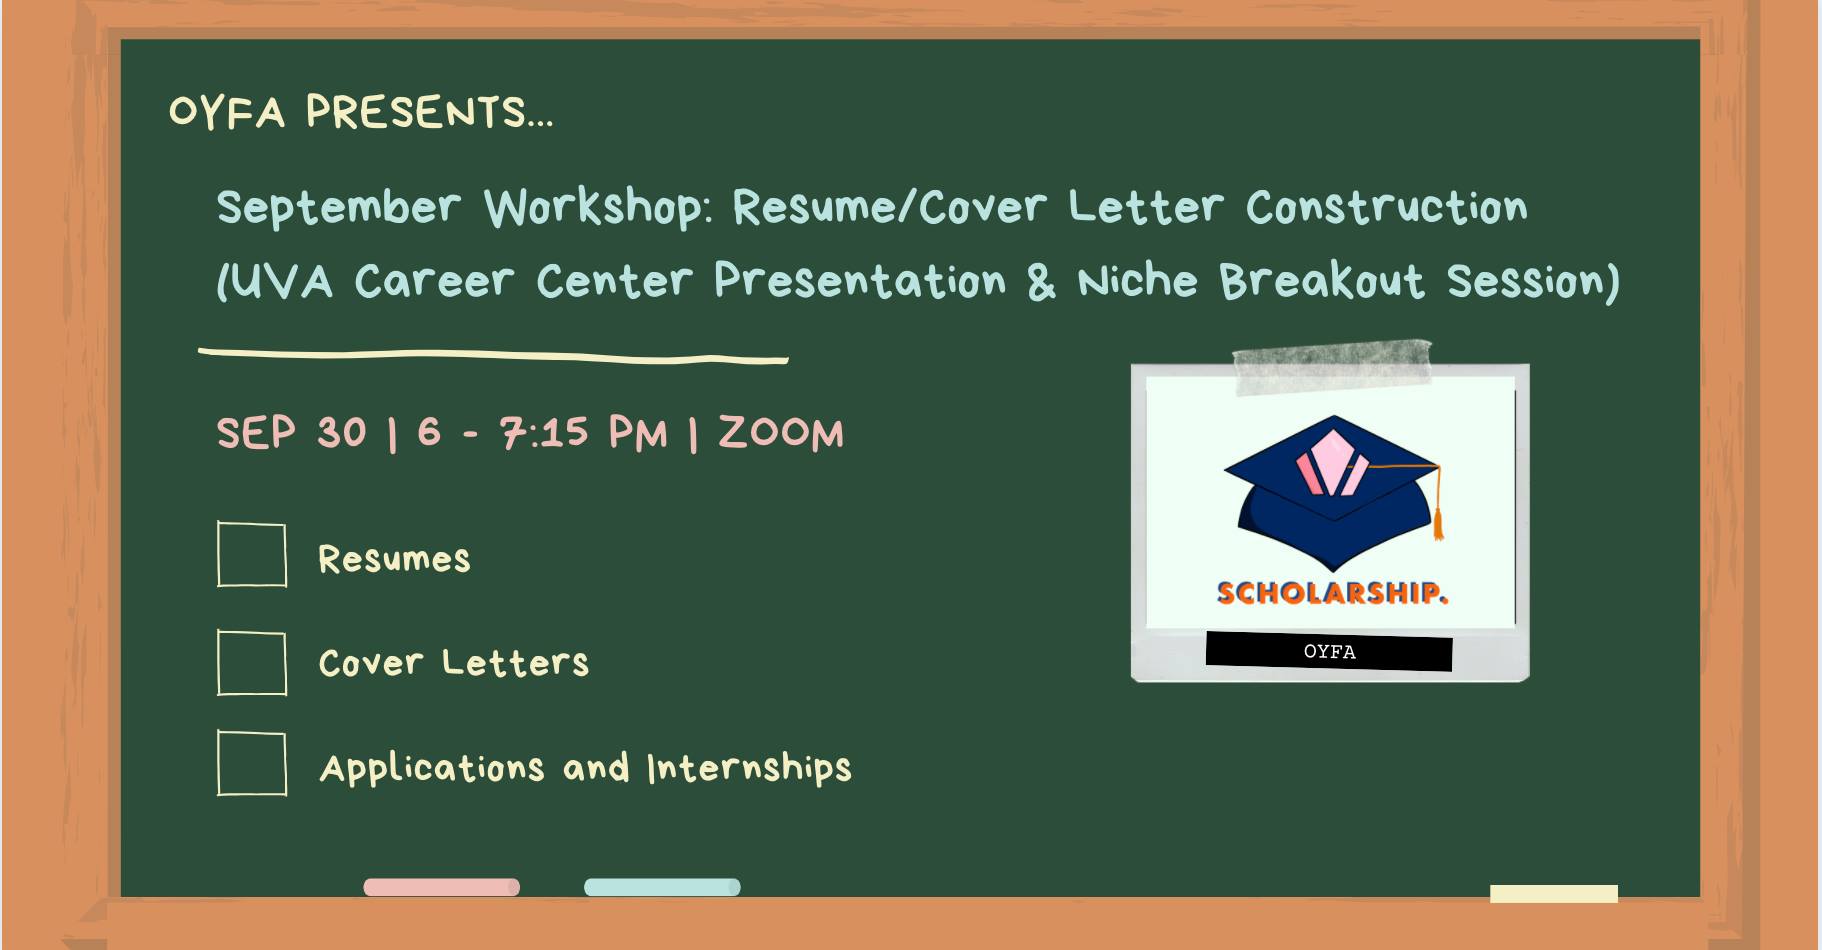 OYFA PRESENTS...
September Workshop: Resume/Cover Letter Construction
(UVA Career Center Presentation & Niche Breakout Session)
SEP 30 | 6 - 7:15 PM | ZOOM
Resumes
Cover Letters
Applications and Internships
SCHOLARSHIP.
OYFA